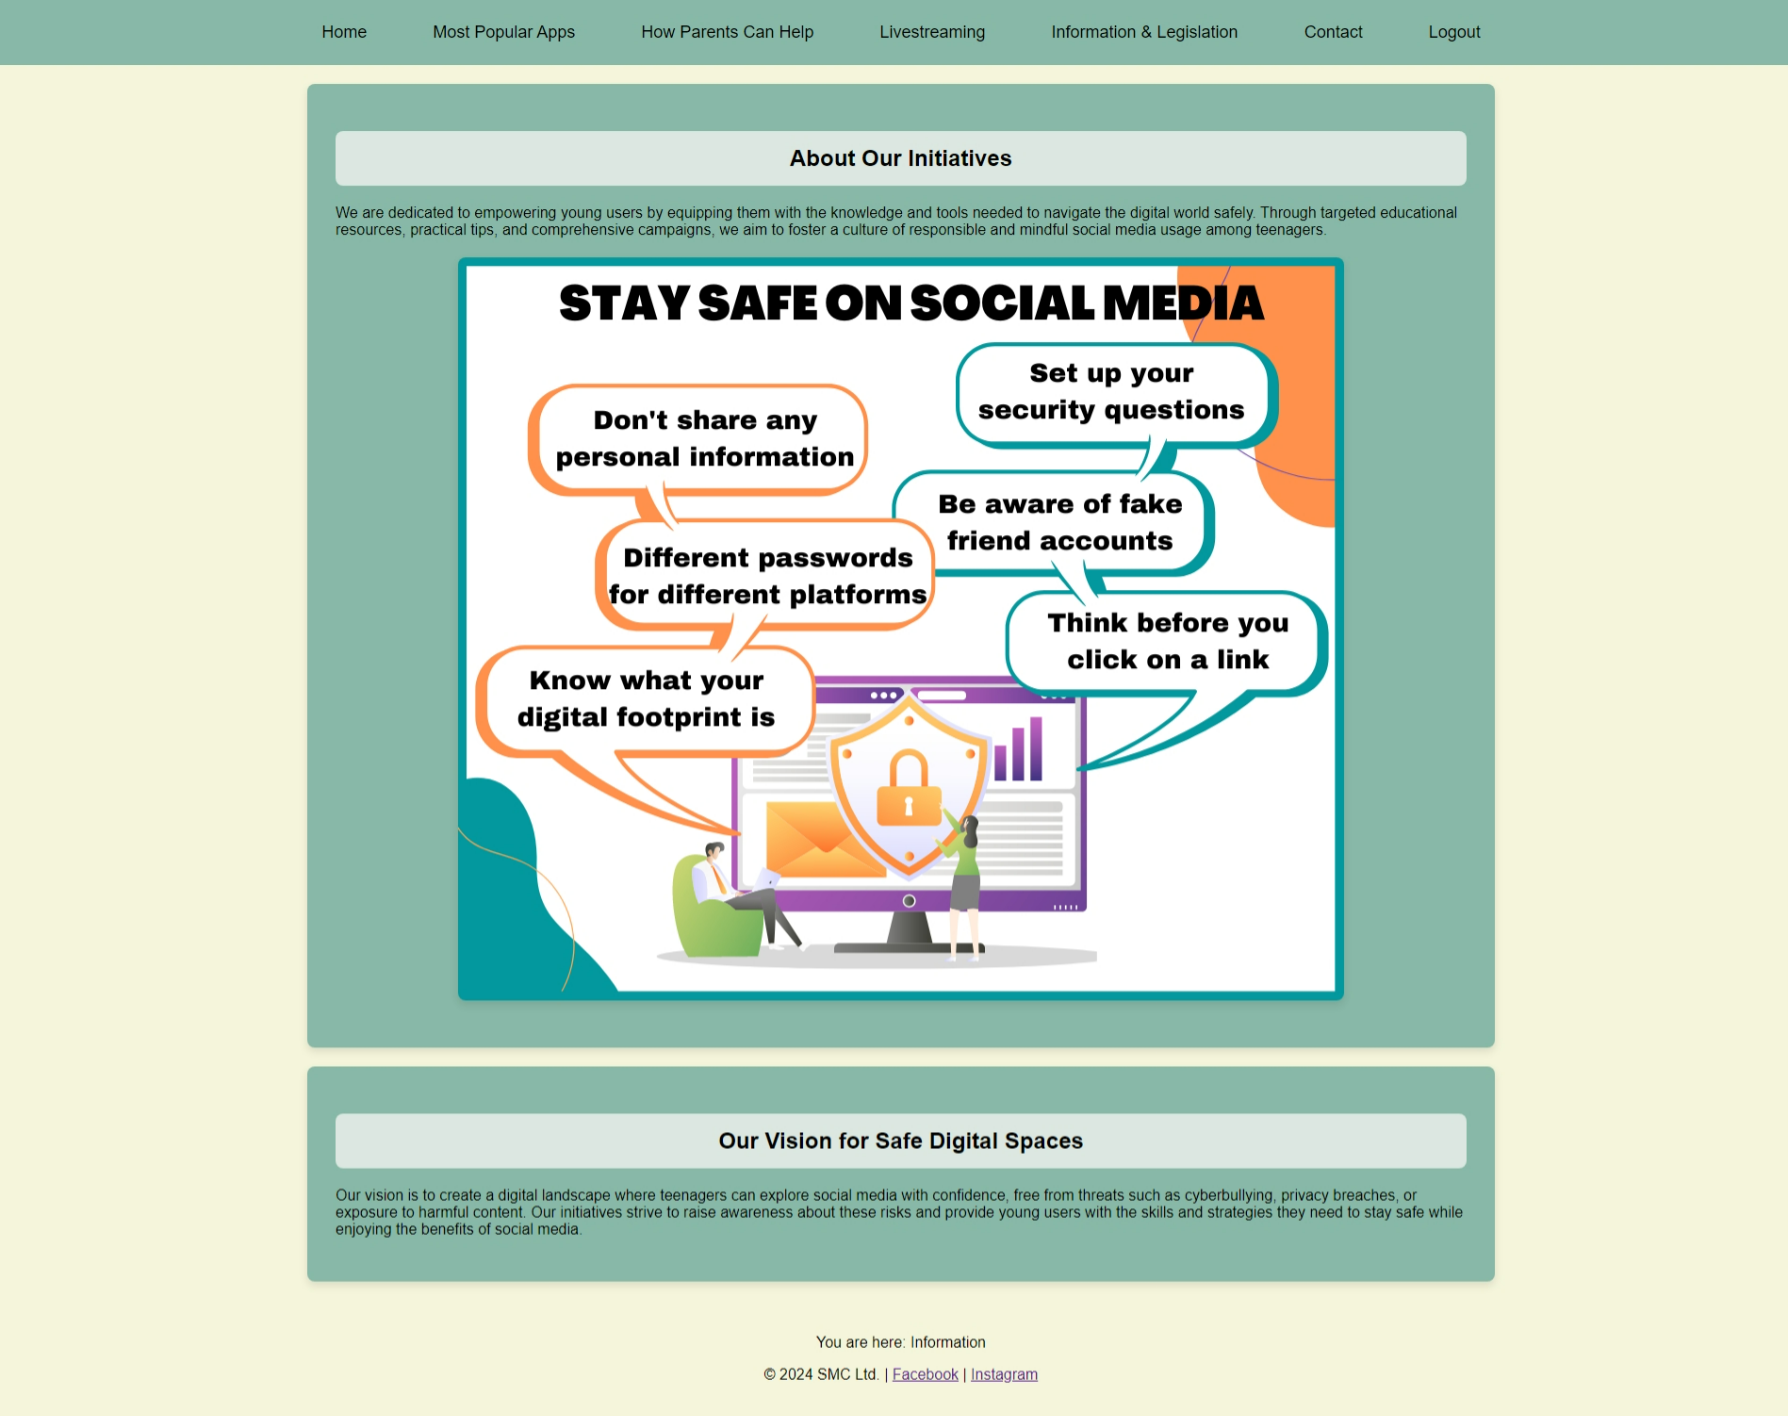 Home Most Popular Apps How Parents Can Help Livestreaming Information & Legislation Contact Logout
About Our Initiatives
We are dedicated to empowering young users by equipping them with the knowledge and tools needed to navigate the digital world safely. Through targeted educational
resources, practical tips, and comprehensive campaigns, we aim to foster a culture of responsible and mindful social media usage among teenagers.
STAY SAFE ON SOCIAL MEDIA
Don't share any
personal information
Different passwords
for different platforms
Know what your
digital footprint is
Set up your
security questions
Be aware of fake
friend accounts
Think before you
click on a link
Our Vision for Safe Digital Spaces
Our vision is to create a digital landscape where teenagers can explore social media with confidence, free from threats such as cyberbullying, privacy breaches, or
exposure to harmful content. Our initiatives strive to raise awareness about these risks and provide young users with the skills and strategies they need to stay safe while
enjoying the benefits of social media.
You are here: Information
© 2024 SMC Ltd. | Facebook | Instagram